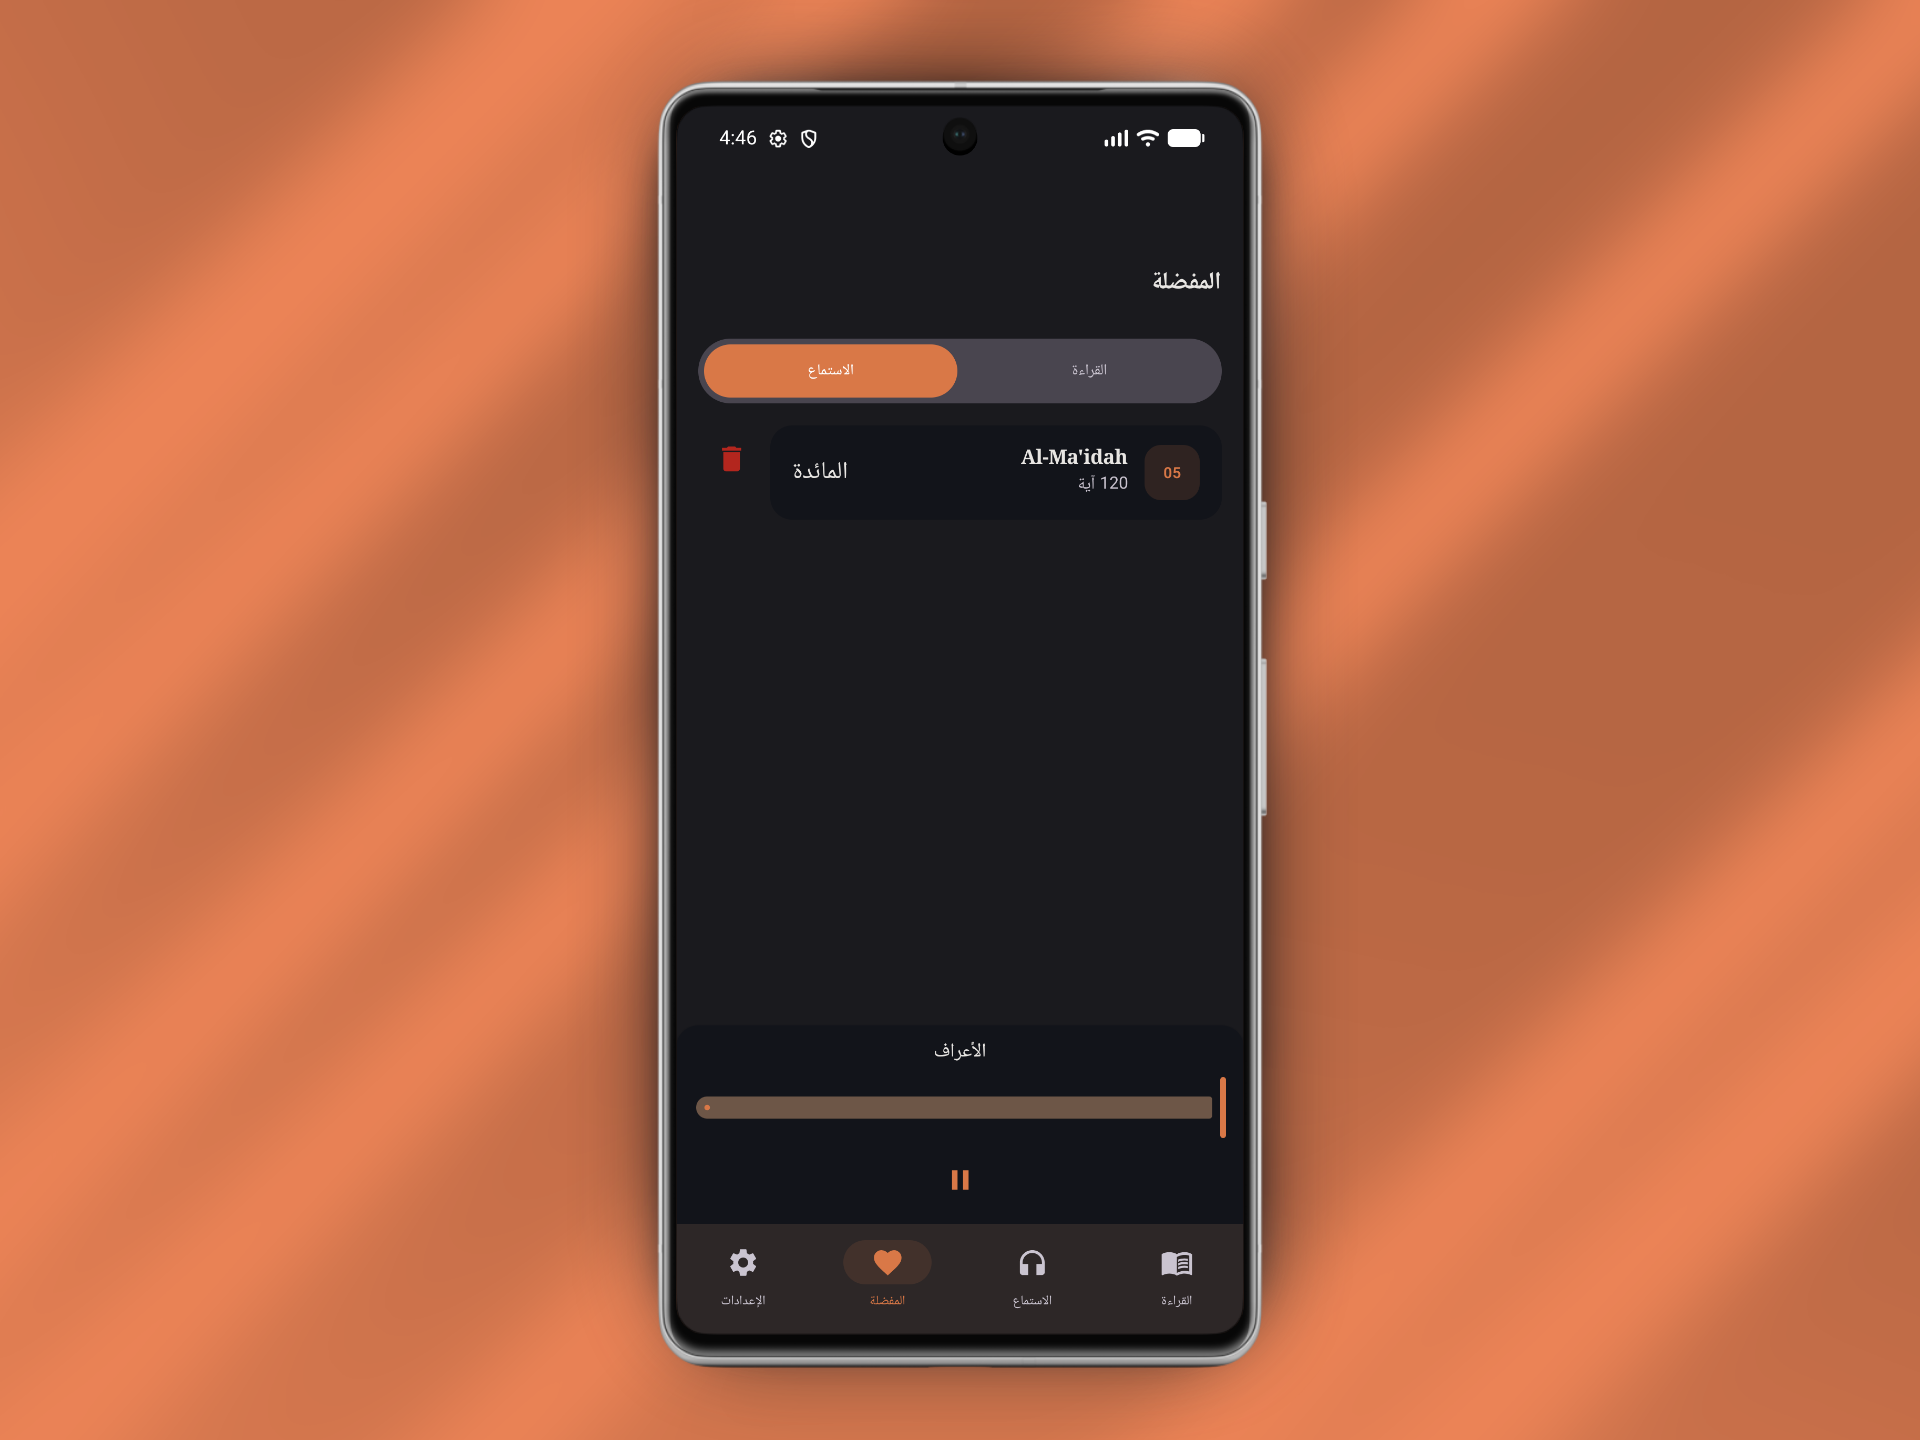 4:46
المفضلة
القراءة
الاستماع
05
Al-Ma'idah
120 آية
المائدة
الأعراف
القراءة
الاستماع
المفضلة
الإعدادات